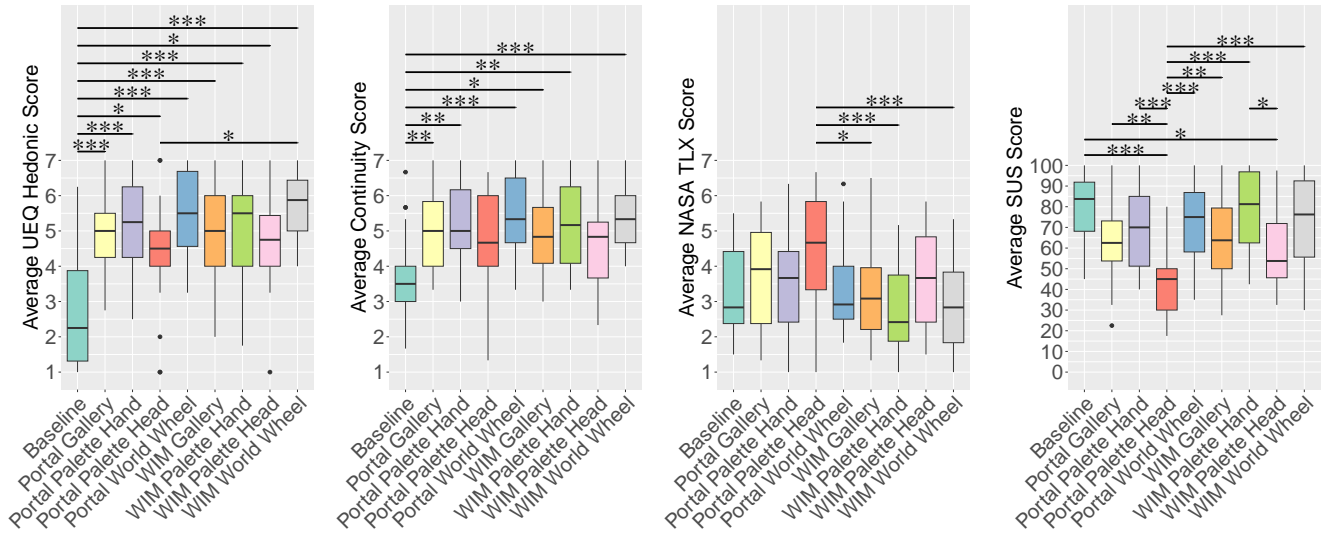 ***
*
***
***
***
*
***
***
*
Average UEQ Hedonic Score
7
6
5
4
3
2
1
Baseline
Portal Gallery
Portal Palette Hand
Portal Palette Head
Portal World Wheel
WIM Gallery
WIM Palette Hand
WIM Palette Head
WIM World Wheel
***
**
*
***
**
**
Average Continuity Score
7
6
5
4
3
2
1
Baseline
Portal Gallery
Portal Palette Hand
Portal Palette Head
Portal World Wheel
WIM Gallery
WIM Palette Hand
WIM Palette Head
WIM World Wheel
***
***
*
Average NASA TLX Score
7
6
5
4
3
2
1
Baseline
Portal Gallery
Portal Palette Hand
Portal Palette Head
Portal World Wheel
WIM Gallery
WIM Palette Hand
WIM Palette Head
WIM World Wheel
***
***
**
***
***
*
**
*
***
Average SUS Score
100
90
80
70
60
50
40
30
20
10
0
Baseline
Portal Gallery
Portal Palette Hand
Portal Palette Head
Portal World Wheel
WIM Gallery
WIM Palette Hand
WIM Palette Head
WIM World Wheel